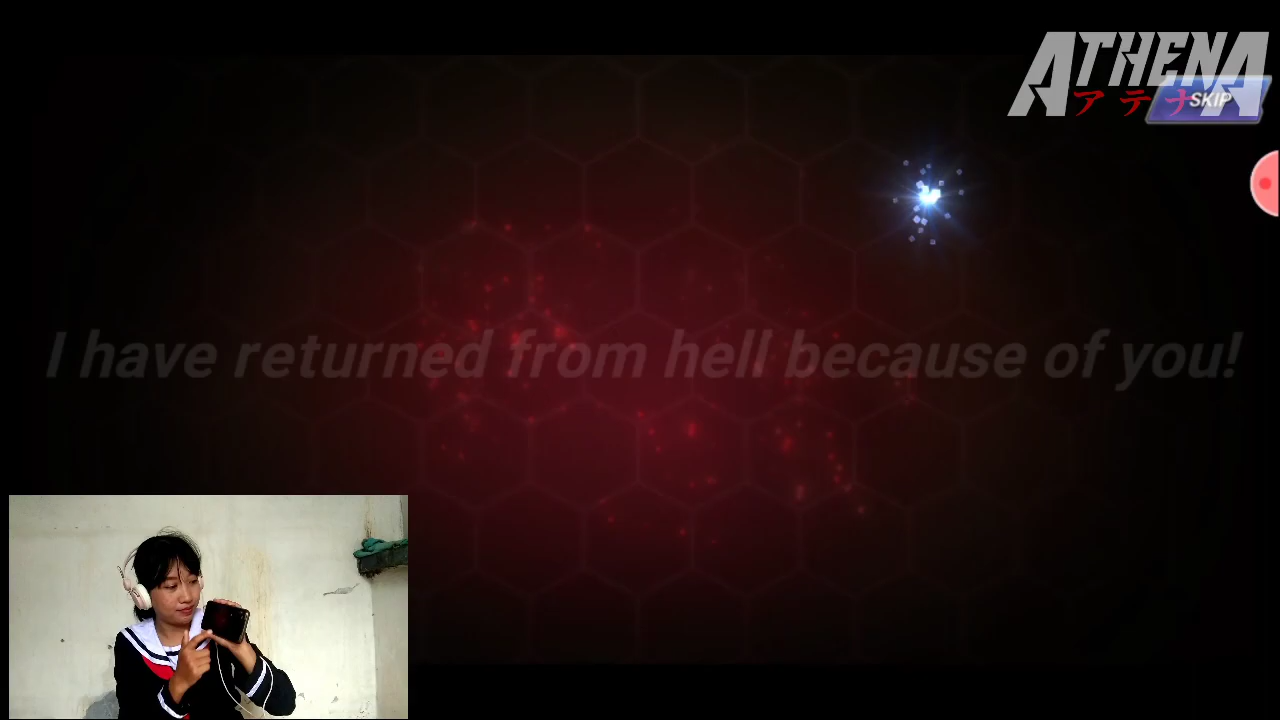 ATHENA
アテナ
SKIP
I have returned from hell because of you!